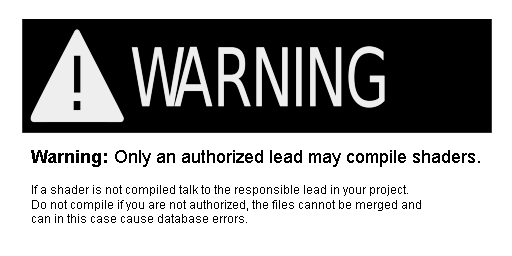 WARNING
Warning: Only an authorized lead may compile shaders.
If a shader is not compiled talk to the responsible lead in your project.
Do not compile if you are not authorized, the files cannot be merged and
can in this case cause database errors.